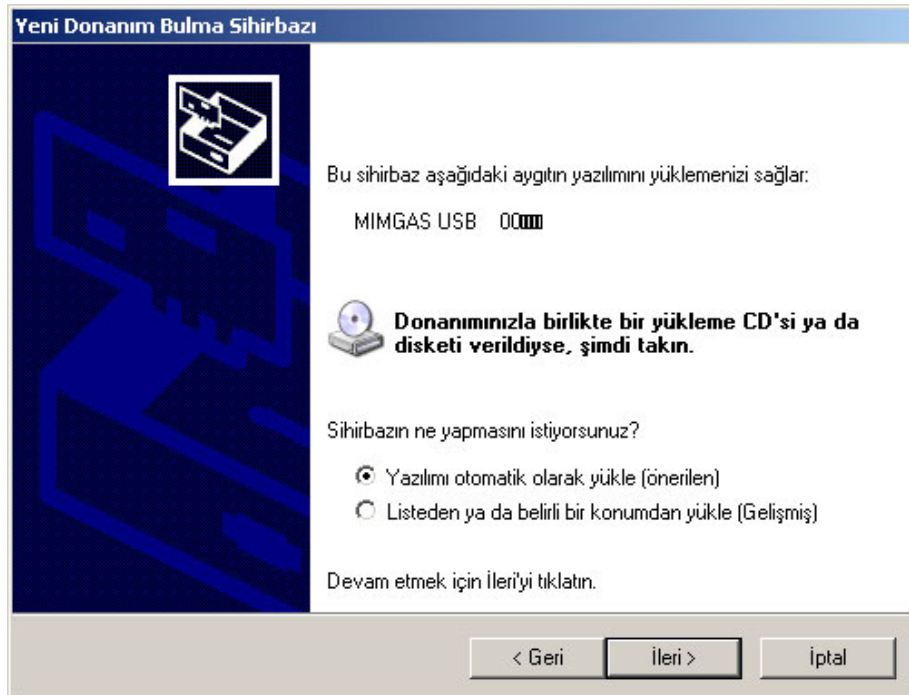 Yeni Donanım Bulma Sihirbazı
Bu sihirbaz aşağıdaki aygıtın yazılımını yüklemenizi sağlar:
MIMGAS USB
Donanımınızla birlikte bir yükleme CD'si ya da
disketi verildiyse, şimdi takın.
Sihirbazın ne yapmasını istiyorsunuz?
Yazılımı otomatik olarak yükle (önerilen)
Listeden ya da belirli bir konumdan yükle (Gelişmiş)
Devam etmek için İleri'yi tıklatın.
< Geri
İleri >
İptal